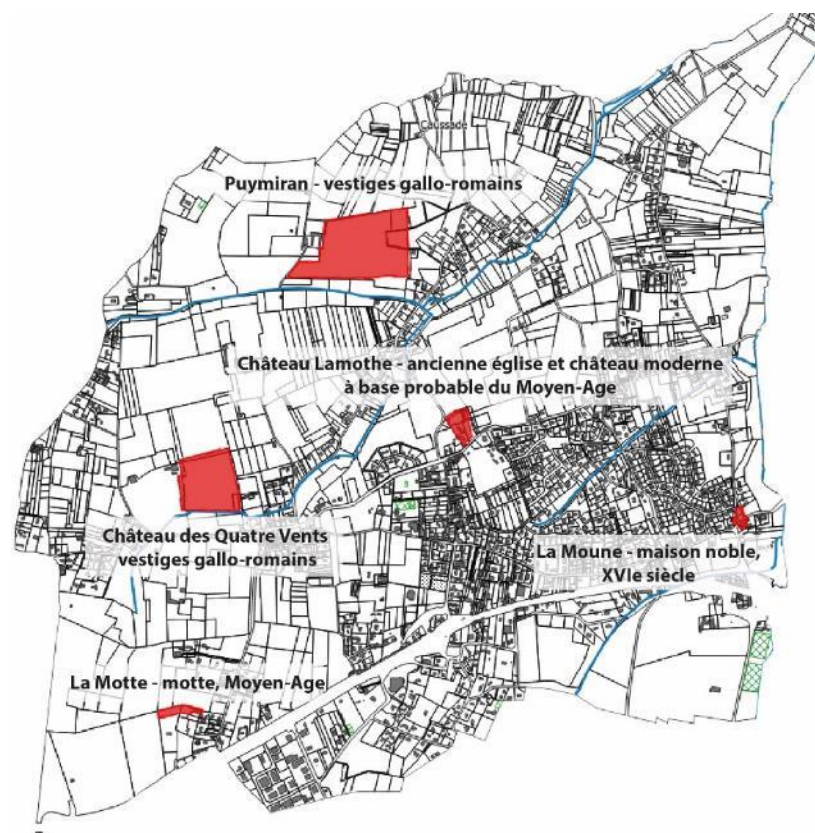 Caussade
Puymiran - vestiges gallo-romains
Château Lamothe - ancienne église et château moderne
à base probable du Moyen-Age
Château des Quatre Vents
vestiges gallo-romains
La Moune - maison noble,
XVIe siècle
La Motte - motte, Moyen-Age